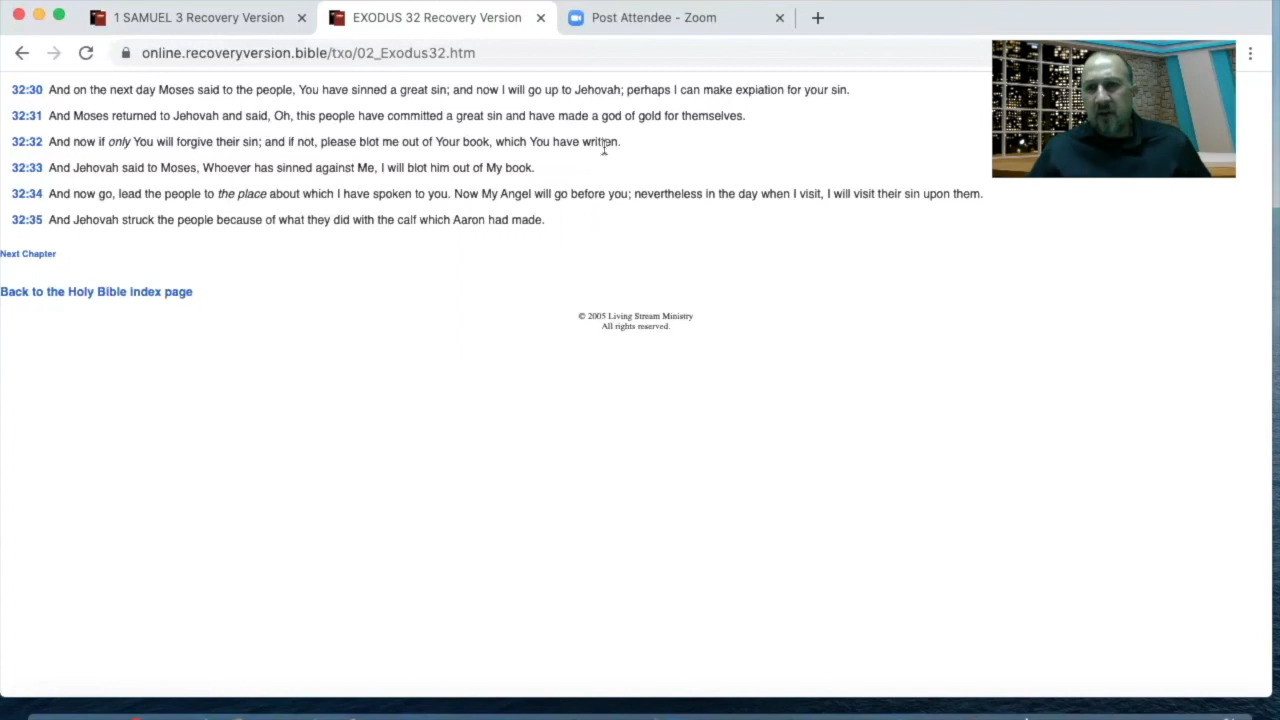 1 SAMUEL 3 Recovery Version
EXODUS 32 Recovery Version
Post Attendee - Zoom
online.recoveryversion.bible/txo/02_Exodus32.htm
32:30 And on the next day Moses said to the people, You have sinned a great sin; and now I will go up to Jehovah; perhaps I can make expiation for your sin.
32:31 And Moses returned to Jehovah and said, Oh, this people have committed a great sin and have made a god of gold for themselves.
32:32 And now if only You will forgive their sin; and if not, please blot me out of Your book, which You have written.
32:33 And Jehovah said to Moses, Whoever has sinned against Me, I will blot him out of My book.
32:34 And now go, lead the people to the place about which I have spoken to you. Now My Angel will go before you; nevertheless in the day when I visit, I will visit their sin upon them.
32:35 And Jehovah struck the people because of what they did with the calf which Aaron had made.
Next Chapter
Back to the Holy Bible index page
© 2005 Living Stream Ministry
All rights reserved.